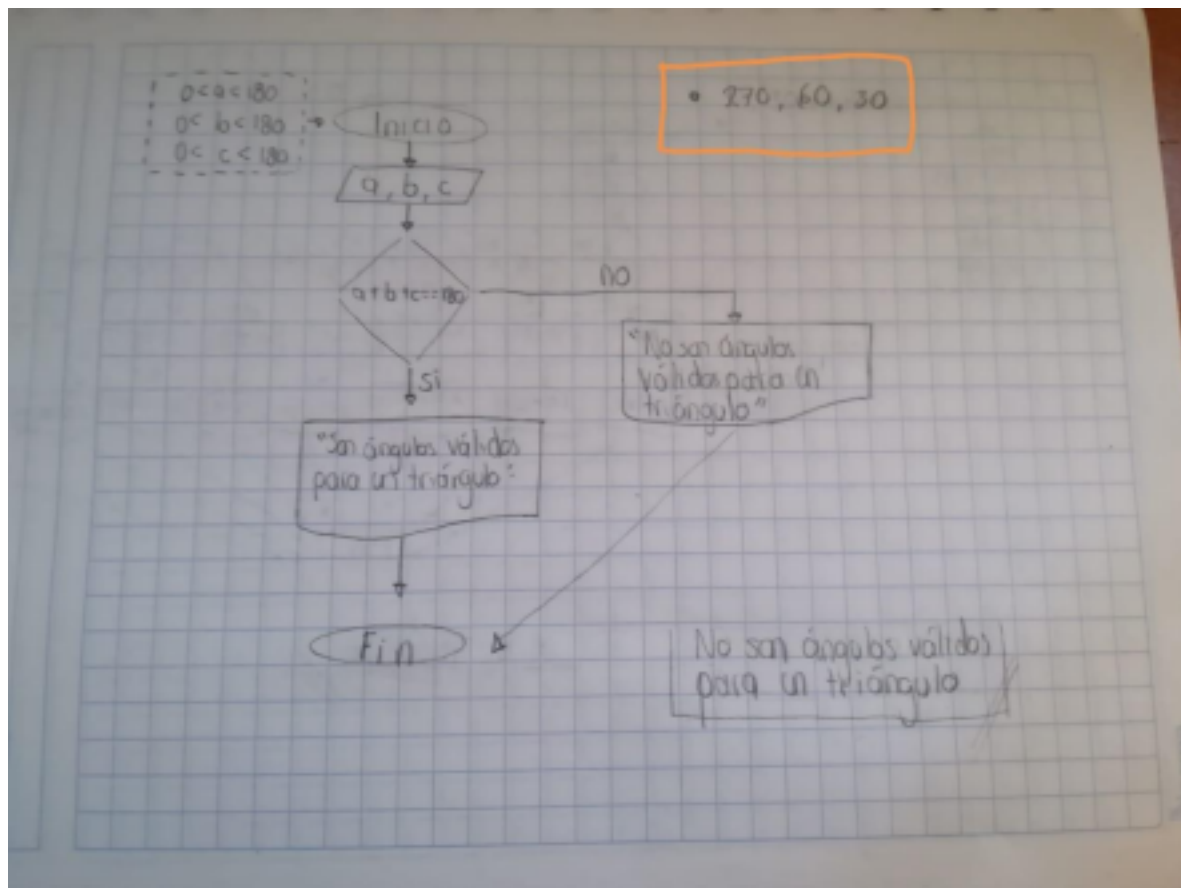 0<a<180
0< b<180
0< c <180
Inicio
• 270, 60, 30
a, b, c
a+b+c==180
no
si
"No son ángulos
válidos para un
triángulo"
"Son ángulos válidos
para un triángulo"
Fin
No son ángulos válidos
para un triángulo